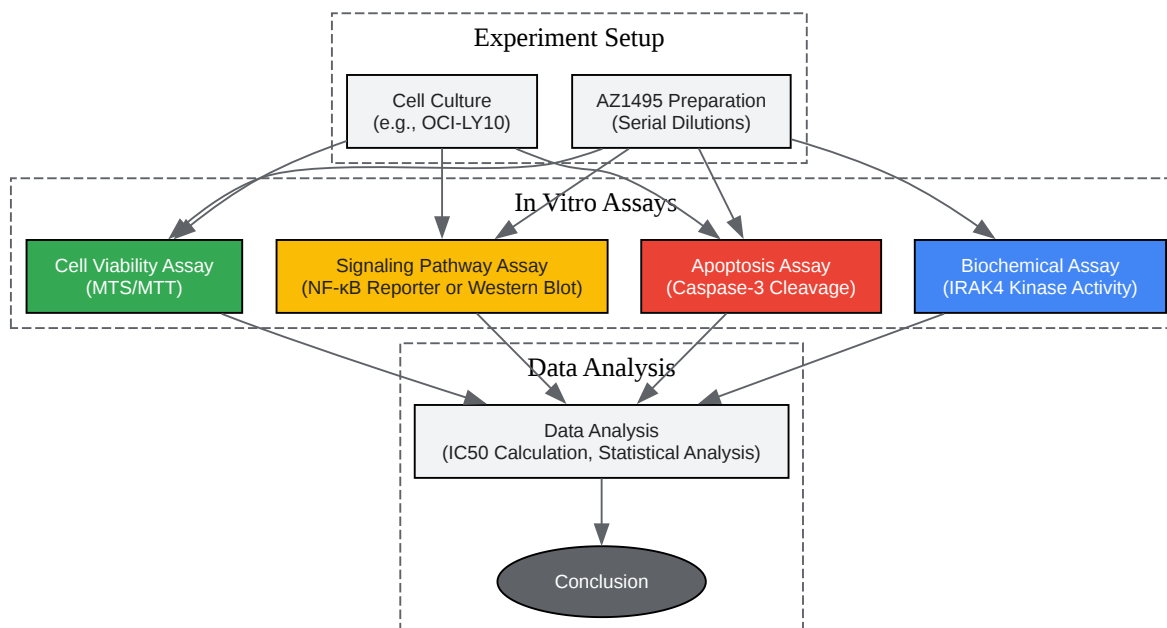 Experiment Setup
Cell Culture
(e.g., OCI-LY10)
AZ1495 Preparation
(Serial Dilutions)
In Vitro Assays
Cell Viability Assay
(MTS/MTT)
Signaling Pathway Assay
(NF-κB Reporter or Western Blot)
Apoptosis Assay
(Caspase-3 Cleavage)
Biochemical Assay
(IRAK4 Kinase Activity)
Data Analysis
Data Analysis
(IC50 Calculation, Statistical Analysis)
Conclusion